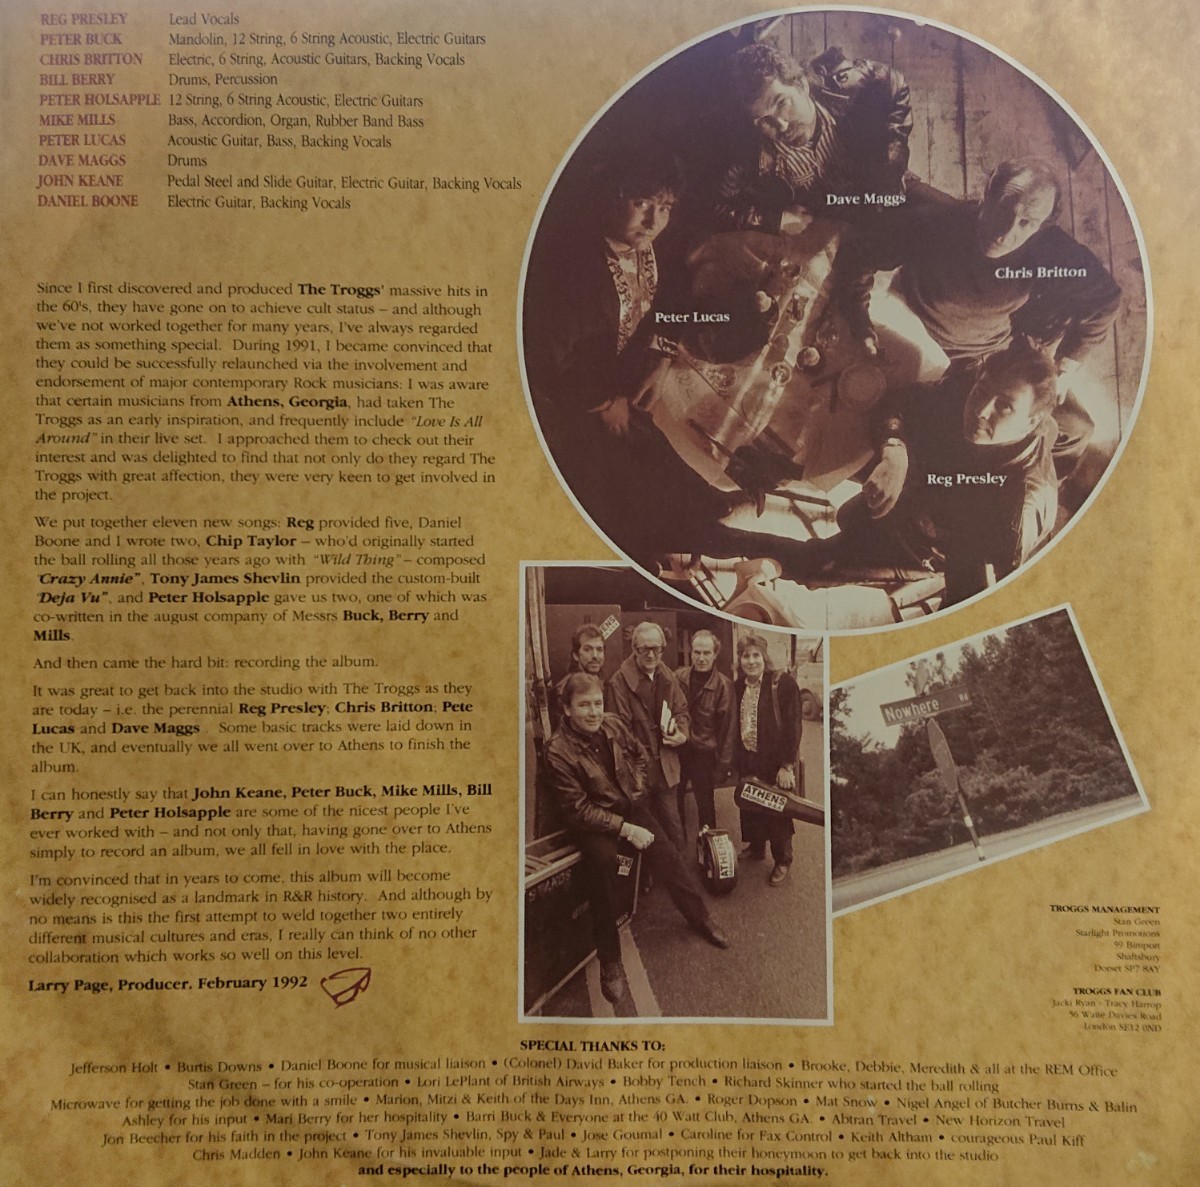 REG PRESLEY Lead Vocals
PETER BUCK Mandolin, 12 String, 6 String Acoustic, Electric Guitars
CHRIS BRITTON Electric, 6 String, Acoustic Guitars, Backing Vocals
BILL BERRY Drums, Percussion
PETER HOLSAPPLE 12 String, 6 String Acoustic, Electric Guitars
MIKE MILLS Bass, Accordion, Organ, Rubber Band Bass
PETER LUCAS Acoustic Guitar, Bass, Backing Vocals
DAVE MAGGS Drums
JOHN KEANE Pedal Steel and Slide Guitar, Electric Guitar, Backing Vocals
DANIEL BOONE Electric Guitar, Backing Vocals
Since I first discovered and produced The Troggs' massive hits in
the 60's, they have gone on to achieve cult status – and although
we've not worked together for many years, I've always regarded
them as something special. During 1991, I became convinced that
they could be successfully relaunched via the involvement and
endorsement of major contemporary Rock musicians: I was aware
that certain musicians from Athens, Georgia, had taken The
Troggs as an early inspiration, and frequently include "Love Is All
Around" in their live set. I approached them to check out their
interest and was delighted to find that not only do they regard The
Troggs with great affection, they were very keen to get involved in
the project.
We put together eleven new songs: Reg provided five, Daniel
Boone and I wrote two, Chip Taylor – who'd originally started
the ball rolling all those years ago with "Wild Thing" – composed
"Crazy Annie", Tony James Shevlin provided the custom-built
"Deja Vu", and Peter Holsapple gave us two, one of which was
co-written in the august company of Messrs Buck, Berry and
Mills.
And then came the hard bit: recording the album.
It was great to get back into the studio with The Troggs as they
are today – i.e. the perennial Reg Presley; Chris Britton; Pete
Lucas and Dave Maggs . Some basic tracks were laid down in
the UK, and eventually we all went over to Athens to finish the
album.
I can honestly say that John Keane, Peter Buck, Mike Mills, Bill
Berry and Peter Holsapple are some of the nicest people I've
ever worked with – and not only that, having gone over to Athens
simply to record an album, we all fell in love with the place.
I'm convinced that in years to come, this album will become
widely recognised as a landmark in R&R history. And although by
no means is this the first attempt to weld together two entirely
different musical cultures and eras, I really can think of no other
collaboration which works so well on this level.
Larry Page, Producer. February 1992
Dave Maggs
Chris Britton
Peter Lucas
Reg Presley
ATHENS
ATHENS
Nowhere RD
TROGGS MANAGEMENT
Stan Green
Starlight Promotions
99 Bimport
Shaftsbury
Dorset SP7 8AY
TROGGS FAN CLUB
Jacki Ryan - Tracy Harrop
56 Waite Davies Road
London SE12 0ND
SPECIAL THANKS TO:
Jefferson Holt • Burtis Downs • Daniel Boone for musical liaison • (Colonel) David Baker for production liaison • Brooke, Debbie, Meredith & all at the REM Office
Stan Green – for his co-operation • Lori LePlant of British Airways • Bobby Tench • Richard Skinner who started the ball rolling
Microwave for getting the job done with a smile • Marion, Mitzi & Keith of the Days Inn, Athens GA. • Roger Dopson • Mat Snow • Nigel Angel of Butcher Burns & Balin
Ashley for his input • Mari Berry for her hospitality • Barri Buck & Everyone at the 40 Watt Club, Athens GA. • Abtran Travel • New Horizon Travel
Jon Beecher for his faith in the project • Tony James Shevlin, Spy & Paul • Jose Goumal • Caroline for Fax Control • Keith Altham • courageous Paul Kiff
Chris Madden • John Keane for his invaluable input • Jade & Larry for postponing their honeymoon to get back into the studio
and especially to the people of Athens, Georgia, for their hospitality.